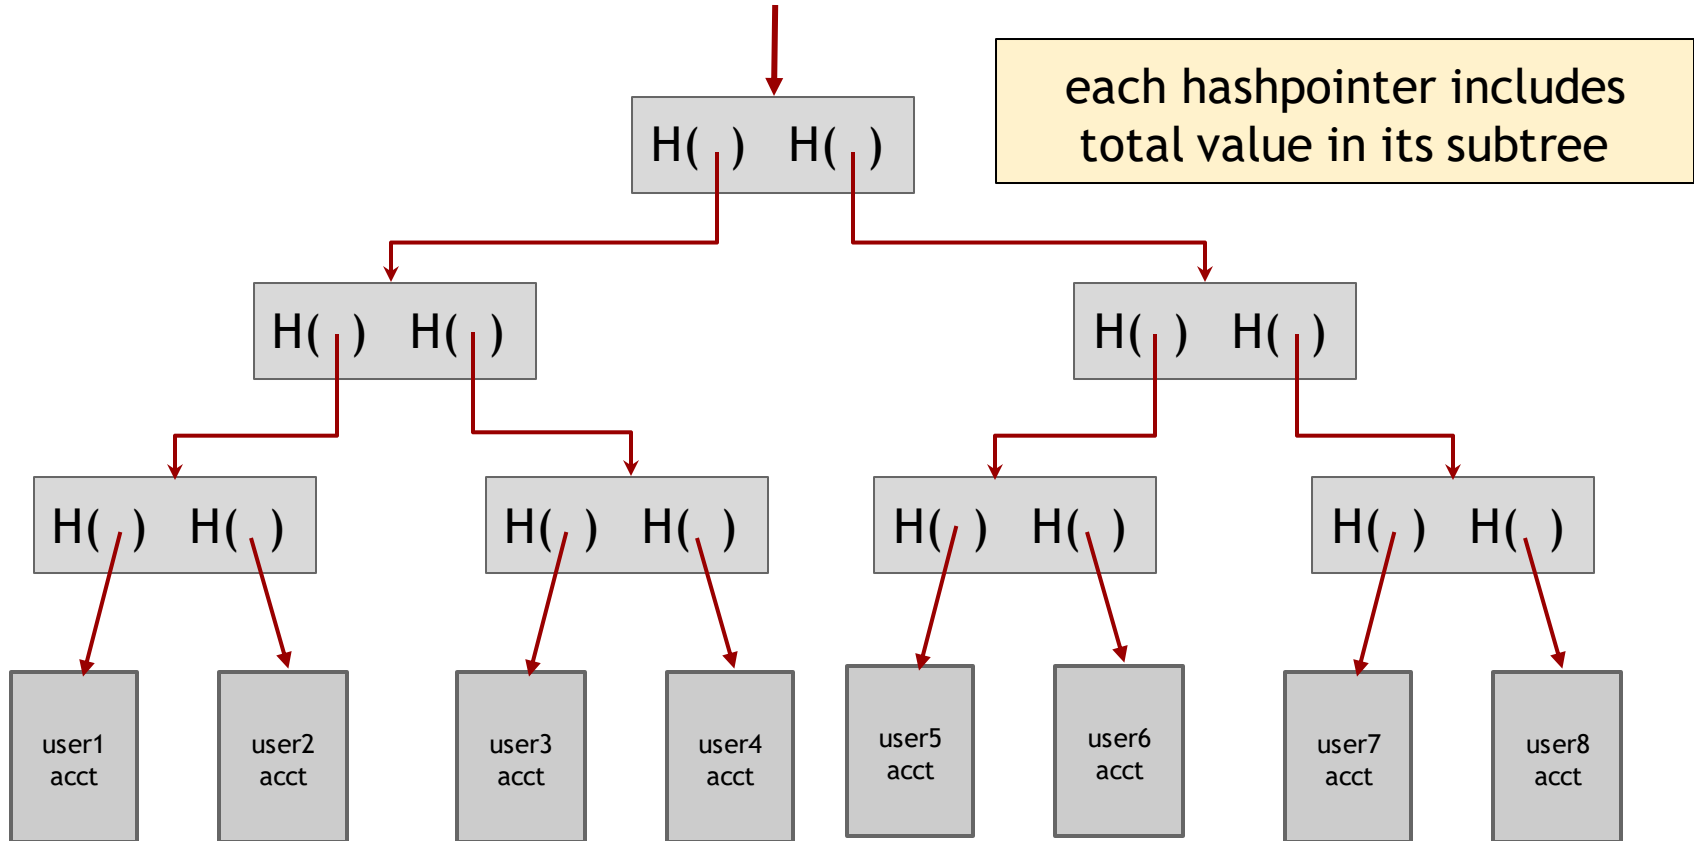 each hashpointer includes
total value in its subtree
H( ) H( )
H( ) H( )
H( ) H( )
H( ) H( )
H( ) H( )
H( ) H( )
H( ) H( )
user1
acct
user2
acct
user3
acct
user4
acct
user5
acct
user6
acct
user7
acct
user8
acct